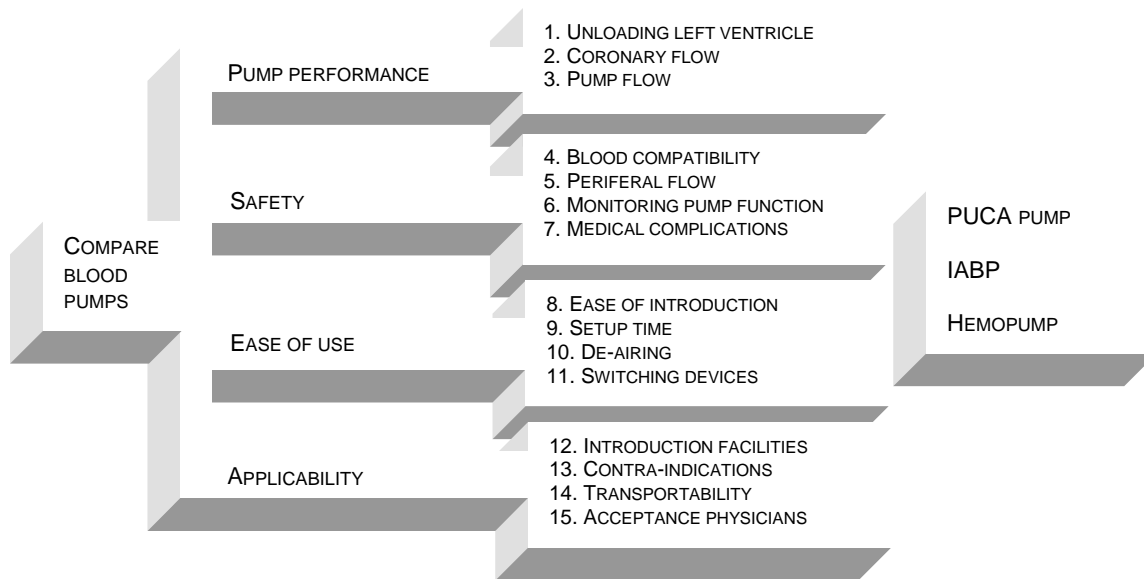 Compare
blood
pumps
Pump performance
1. Unloading left ventricle
2. Coronary flow
3. Pump flow
Safety
4. Blood compatibility
5. Periferal flow
6. Monitoring pump function
7. Medical complications
Ease of use
8. Ease of introduction
9. Setup time
10. De-airing
11. Switching devices
Applicability
12. Introduction facilities
13. Contra-indications
14. Transportability
15. Acceptance physicians
PUCA pump
IABP
Hemopump